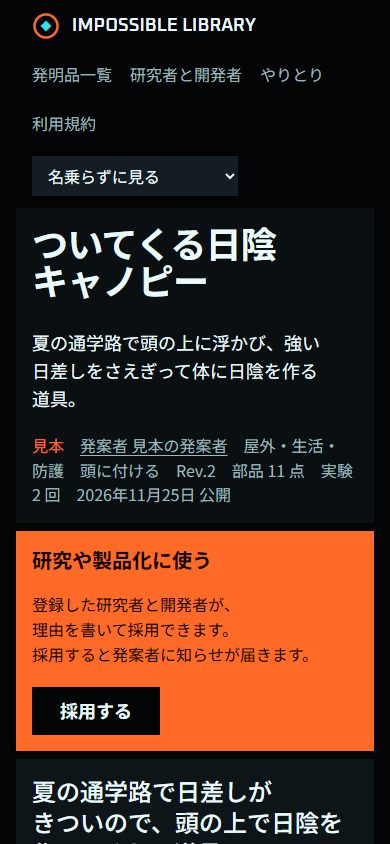 IMPOSSIBLE LIBRARY
発明品一覧 研究者と開発者 やりとり
利用規約
名乗らずに見る
ついてくる日陰
キャノピー
夏の通学路で頭の上に浮かび、強い
日差しをさえぎって体に日陰を作る
道具。
見本 発案者 見本の発案者 屋外・生活・
防護 頭に付ける Rev.2 部品 11 点 実験
2 回 2026年11月25日 公開
研究や製品化に使う
登録した研究者と開発者が、
理由を書いて採用できます。
採用すると発案者に知らせが届きます。
採用する
夏の通学路で日差しが
きついので、頭の上で日陰を